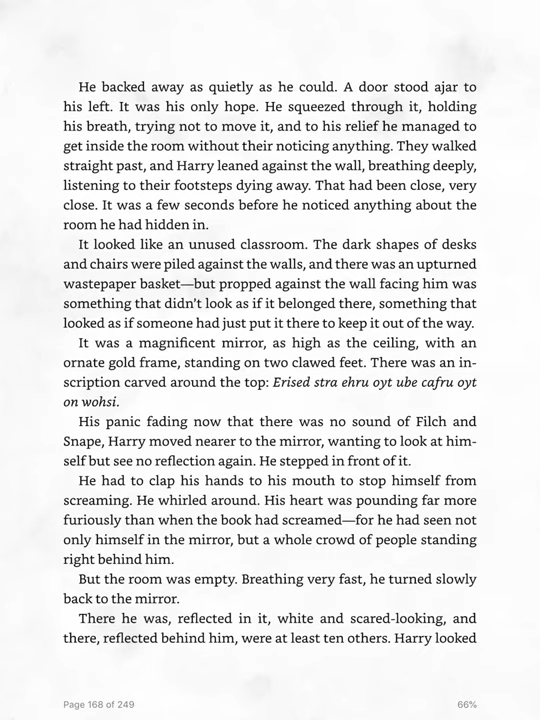 He backed away as quietly as he could. A door stood ajar to
his left. It was his only hope. He squeezed through it, holding
his breath, trying not to move it, and to his relief he managed to
get inside the room without their noticing anything. They walked
straight past, and Harry leaned against the wall, breathing deeply,
listening to their footsteps dying away. That had been close, very
close. It was a few seconds before he noticed anything about the
room he had hidden in.
It looked like an unused classroom. The dark shapes of desks
and chairs were piled against the walls, and there was an upturned
wastepaper basket—but propped against the wall facing him was
something that didn’t look as if it belonged there, something that
looked as if someone had just put it there to keep it out of the way.
It was a magnificent mirror, as high as the ceiling, with an
ornate gold frame, standing on two clawed feet. There was an in-
scription carved around the top: Erised stra ehru oyt ube cafru oyt
on wohsi.
His panic fading now that there was no sound of Filch and
Snape, Harry moved nearer to the mirror, wanting to look at him-
self but see no reflection again. He stepped in front of it.
He had to clap his hands to his mouth to stop himself from
screaming. He whirled around. His heart was pounding far more
furiously than when the book had screamed—for he had seen not
only himself in the mirror, but a whole crowd of people standing
right behind him.
But the room was empty. Breathing very fast, he turned slowly
back to the mirror.
There he was, reflected in it, white and scared-looking, and
there, reflected behind him, were at least ten others. Harry looked
Page 168 of 249
66%